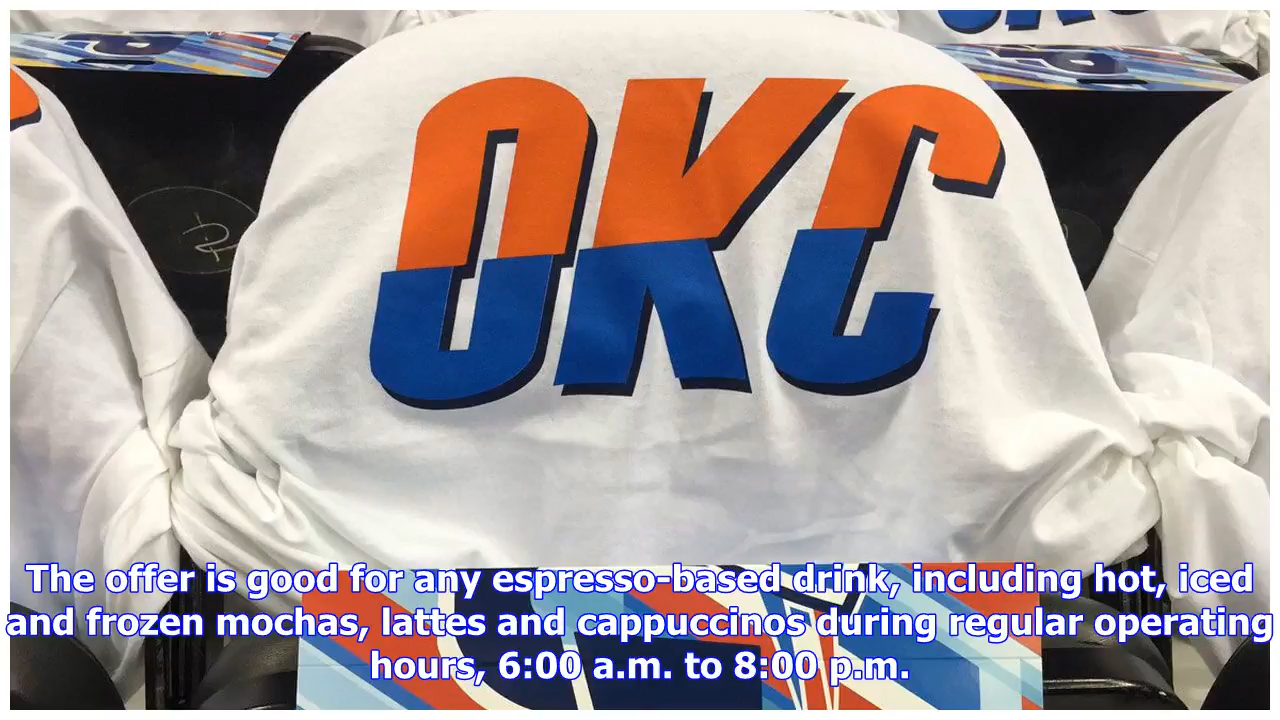 OKC
OKC
The offer is good for any espresso-based drink, including hot, iced
and frozen mochas, lattes and cappuccinos during regular operating
hours, 6:00 a.m. to 8:00 p.m.